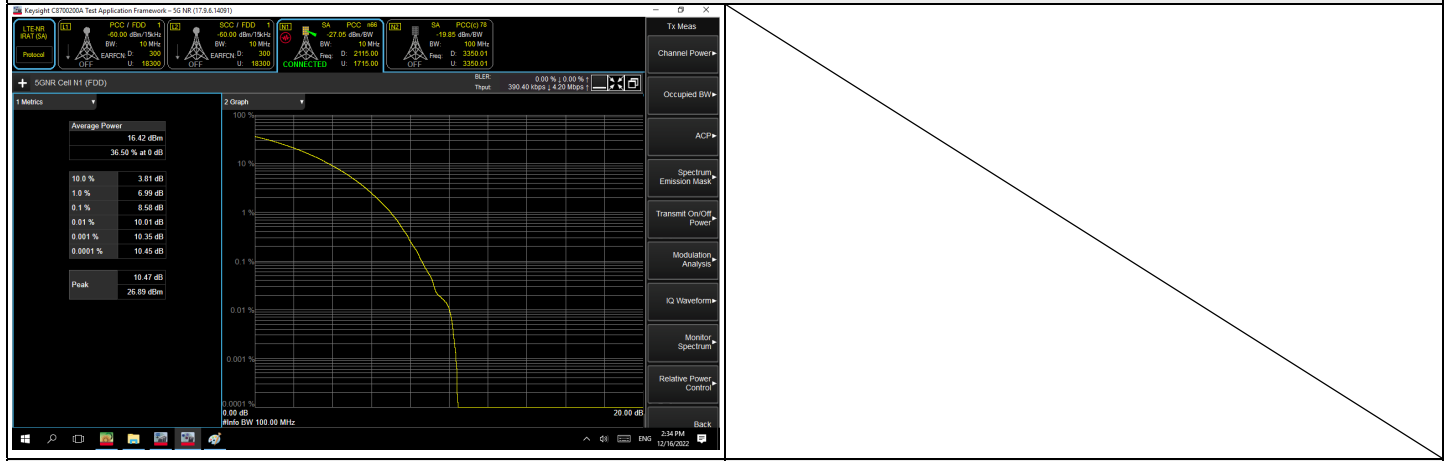 Keysight C8700200A Test Application Framework – 5G NR (17.9.6.14091)
LTE-NR
IRAT (SA)
Protocol
L1 PCC / FDD 1
-60.00 dBm/15kHz
BW: 10 MHz
EARFCN: D: 300
OFF U: 18300
L2 SCC / FDD 1
-60.00 dBm/15kHz
BW: 10 MHz
EARFCN: D: 300
OFF U: 18300
N1 SA PCC n66
-27.05 dBm/BW
BW: 10 MHz
Freq: D: 2115.00
CONNECTED U: 1715.00
N2 SA PCC(c) 78
-19.85 dBm/BW
BW: 100 MHz
Freq: D: 3350.01
OFF U: 3350.01
+ 5GNR Cell N1 (FDD)
BLER: 0.00 % ↓ 0.00 % ↑
Thput: 390.40 kbps ↓ 4.20 Mbps ↑
1 Metrics
Average Power
16.42 dBm
36.50 % at 0 dB
10.0 % 3.81 dB
1.0 % 6.99 dB
0.1 % 8.58 dB
0.01 % 10.01 dB
0.001 % 10.35 dB
0.0001 % 10.45 dB
Peak
10.47 dB
26.89 dBm
2 Graph
100 %
10 %
1 %
0.1 %
0.01 %
0.001 %
0.0001 %
0.00 dB 20.00 dB
#Info BW 100.00 MHz
Tx Meas
Channel Power
Occupied BW
ACP
Spectrum
Emission Mask
Transmit On/Off
Power
Modulation
Analysis
IQ Waveform
Monitor
Spectrum
Relative Power
Control
Back
ENG
2:34 PM
12/16/2022